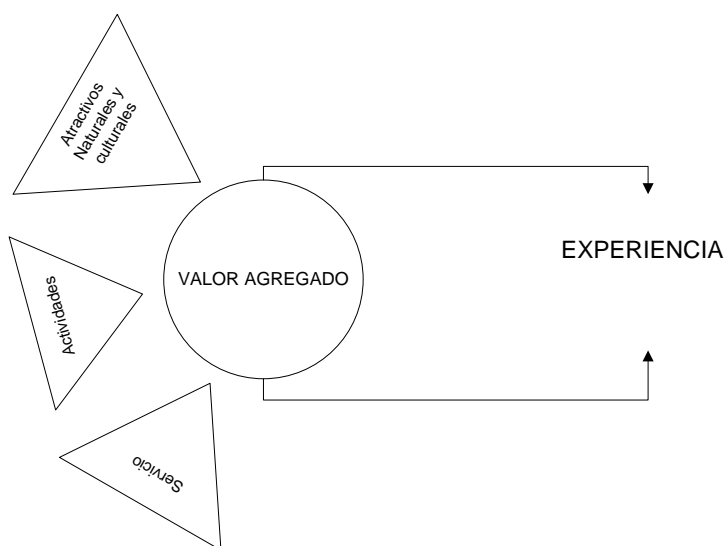 Atractivos
Naturales y
culturales
VALOR AGREGADO
EXPERIENCIA
Actividades
Servicio